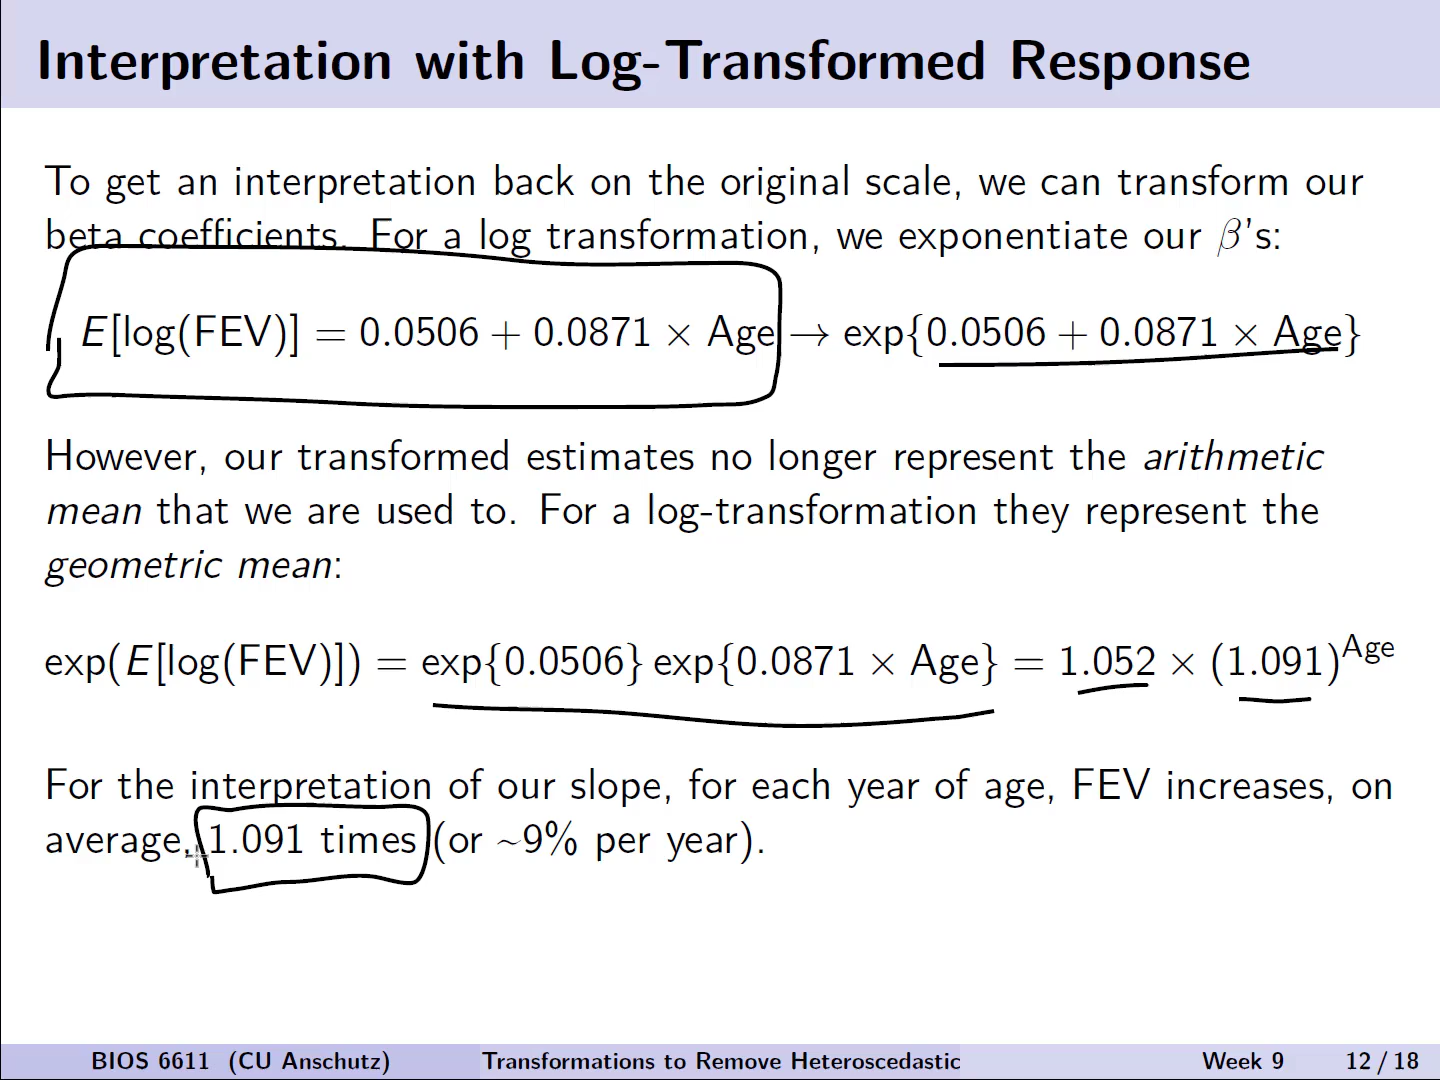 Interpretation with Log-Transformed Response
To get an interpretation back on the original scale, we can transform our
beta coefficients. For a log transformation, we exponentiate our β's:
E[log(FEV)] = 0.0506 + 0.0871 × Age → exp{0.0506 + 0.0871 × Age}
However, our transformed estimates no longer represent the arithmetic
mean that we are used to. For a log-transformation they represent the
geometric mean:
exp(E[log(FEV)]) = exp{0.0506} exp{0.0871 × Age} = 1.052 × (1.091)^Age
For the interpretation of our slope, for each year of age, FEV increases, on
average, 1.091 times (or ~9% per year).
BIOS 6611 (CU Anschutz) Transformations to Remove Heteroscedastic Week 9 12 / 18